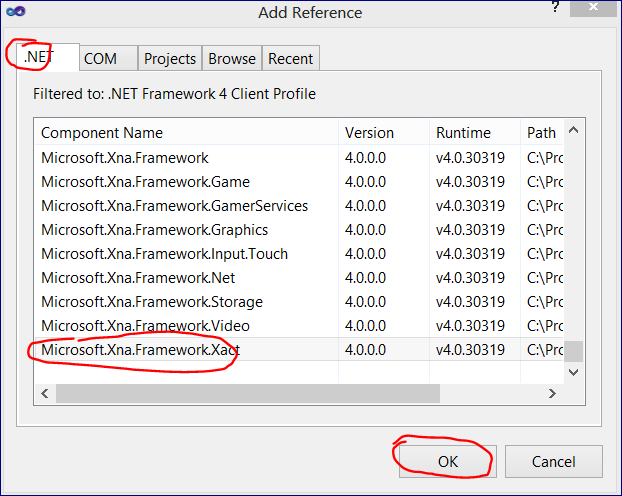 Add Reference
?
.NET COM Projects Browse Recent
Filtered to: .NET Framework 4 Client Profile
Component Name Version Runtime Path
Microsoft.Xna.Framework 4.0.0.0 v4.0.30319 C:\Pro
Microsoft.Xna.Framework.Game 4.0.0.0 v4.0.30319 C:\Pro
Microsoft.Xna.Framework.GamerServices 4.0.0.0 v4.0.30319 C:\Pro
Microsoft.Xna.Framework.Graphics 4.0.0.0 v4.0.30319 C:\Pro
Microsoft.Xna.Framework.Input.Touch 4.0.0.0 v4.0.30319 C:\Pro
Microsoft.Xna.Framework.Net 4.0.0.0 v4.0.30319 C:\Pro
Microsoft.Xna.Framework.Storage 4.0.0.0 v4.0.30319 C:\Pro
Microsoft.Xna.Framework.Video 4.0.0.0 v4.0.30319 C:\Pro
Microsoft.Xna.Framework.Xact 4.0.0.0 v4.0.30319 C:\Pro
OK Cancel